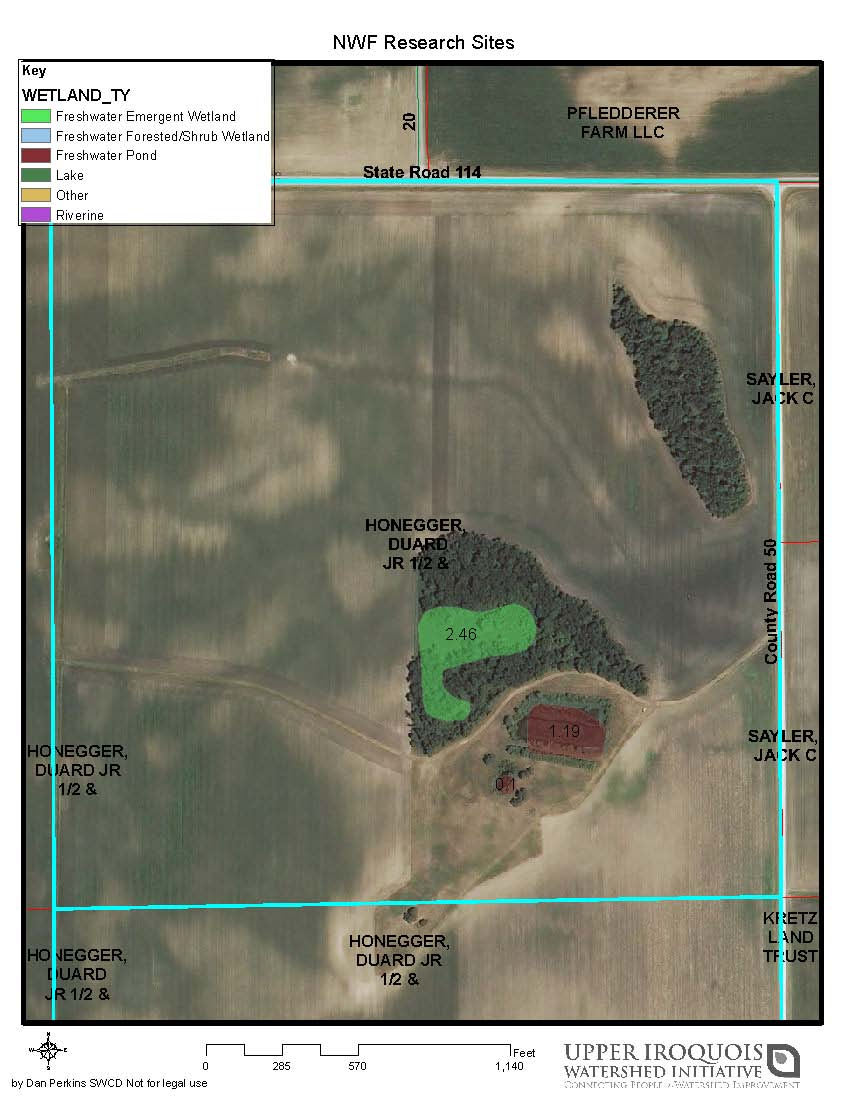 NWF Research Sites
Key
WETLAND_TY
Freshwater Emergent Wetland
Freshwater Forested/Shrub Wetland
Freshwater Pond
Lake
Other
Riverine
20
PFLEDDERER
FARM LLC
State Road 114
SAYLER,
JACK C
HONEGGER,
DUARD
JR 1/2 &
County Road 50
2.46
1.19
0.1
HONEGGER,
DUARD JR
1/2 &
SAYLER,
JACK C
HONEGGER,
DUARD
JR 1/2 &
HONEGGER,
DUARD JR
1/2 &
KRETZ
LAND
TRUST
N
W E
S
0 285 570 1,140
Feet
by Dan Perkins SWCD Not for legal use
UPPER IROQUOIS
WATERSHED INITIATIVE
CONNECTING PEOPLE WATERSHED IMPROVEMENT